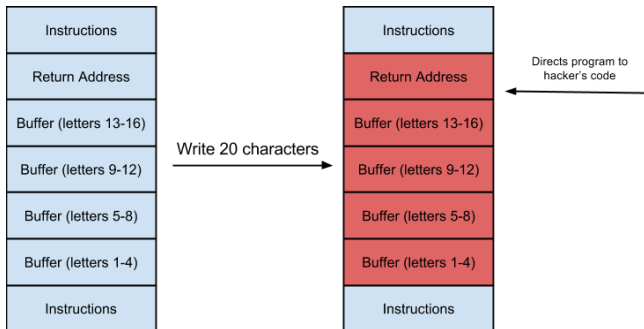 Instructions
Return Address
Buffer (letters 13-16)
Buffer (letters 9-12)
Buffer (letters 5-8)
Buffer (letters 1-4)
Instructions
Write 20 characters
Instructions
Return Address
Buffer (letters 13-16)
Buffer (letters 9-12)
Buffer (letters 5-8)
Buffer (letters 1-4)
Instructions
Directs program to
hacker's code